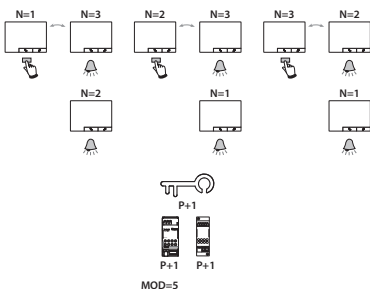 N=1 N=3 N=2 N=3 N=3 N=2
N=2 N=1 N=1
P+1
P+1 P+1
MOD=5